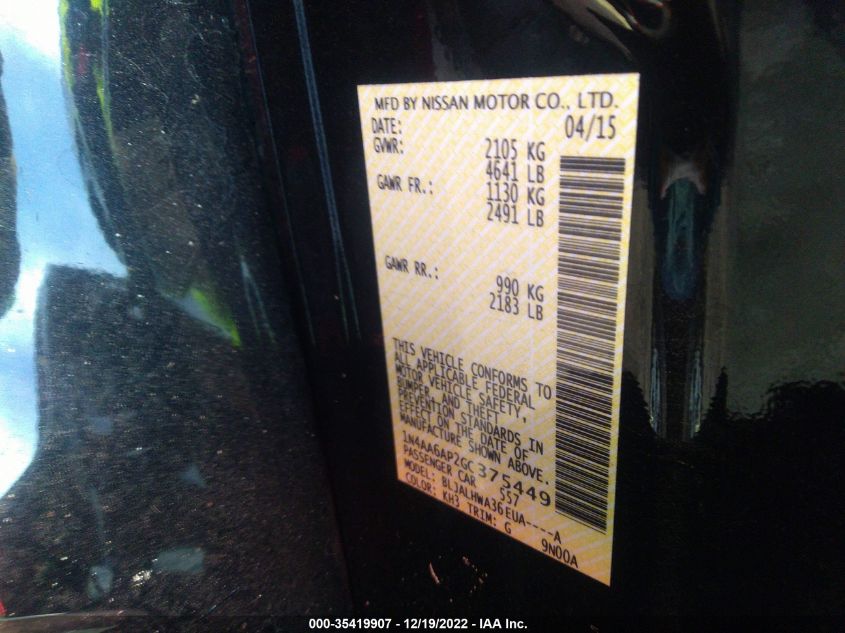 MFD BY NISSAN MOTOR CO., LTD.
DATE: 04/15
GVWR: 2105 KG
4641 LB
GAWR FR.: 1130 KG
2491 LB
GAWR RR.: 990 KG
2183 LB
THIS VEHICLE CONFORMS TO
ALL APPLICABLE FEDERAL
MOTOR VEHICLE SAFETY,
BUMPER, AND THEFT
PREVENTION STANDARDS IN
EFFECT ON THE DATE OF
MANUFACTURE SHOWN ABOVE.
1N4AA6AP2GC375449
PASSENGER CAR 557
MODEL: BLJALHWA36EUA----A
COLOR: KH3 TRIM: G 9N00A
000-35419907 - 12/19/2022 - IAA Inc.